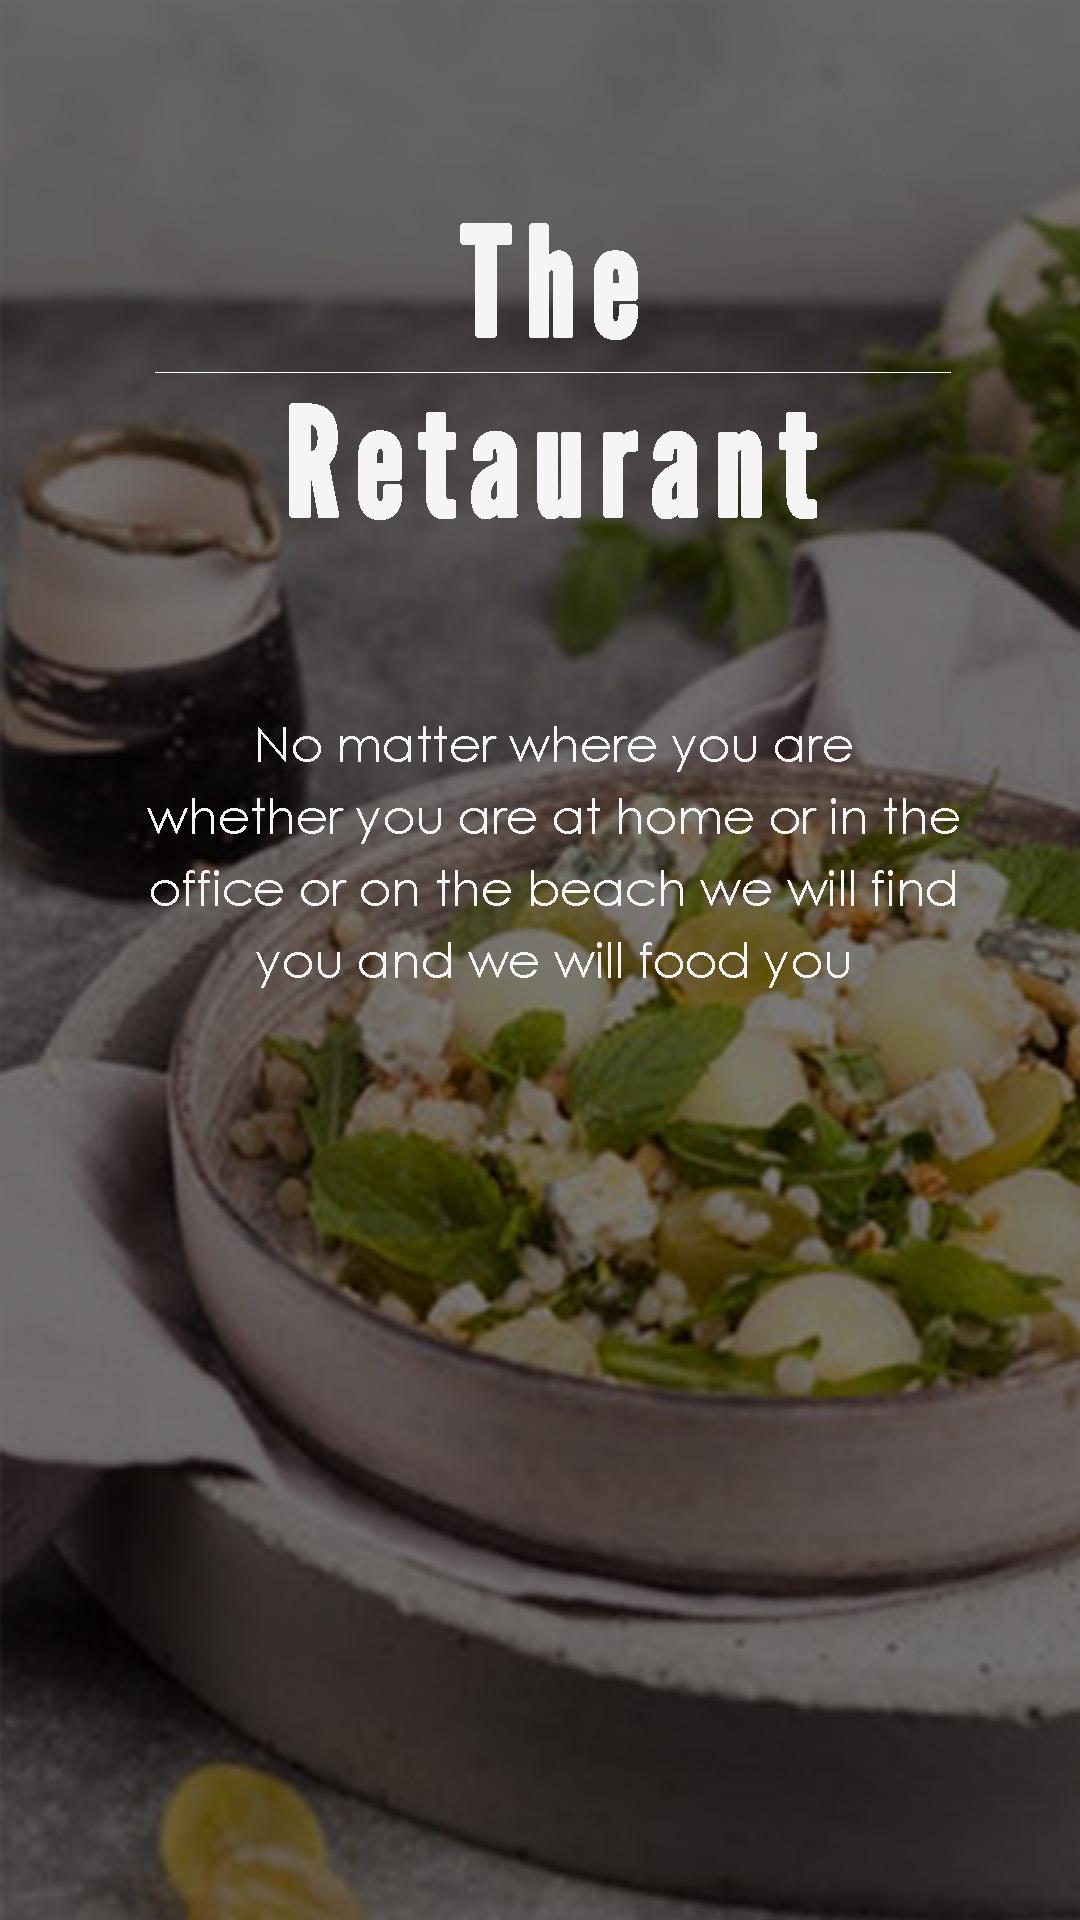 The
Retaurant
No matter where you are
whether you are at home or in the
office or on the beach we will find
you and we will food you